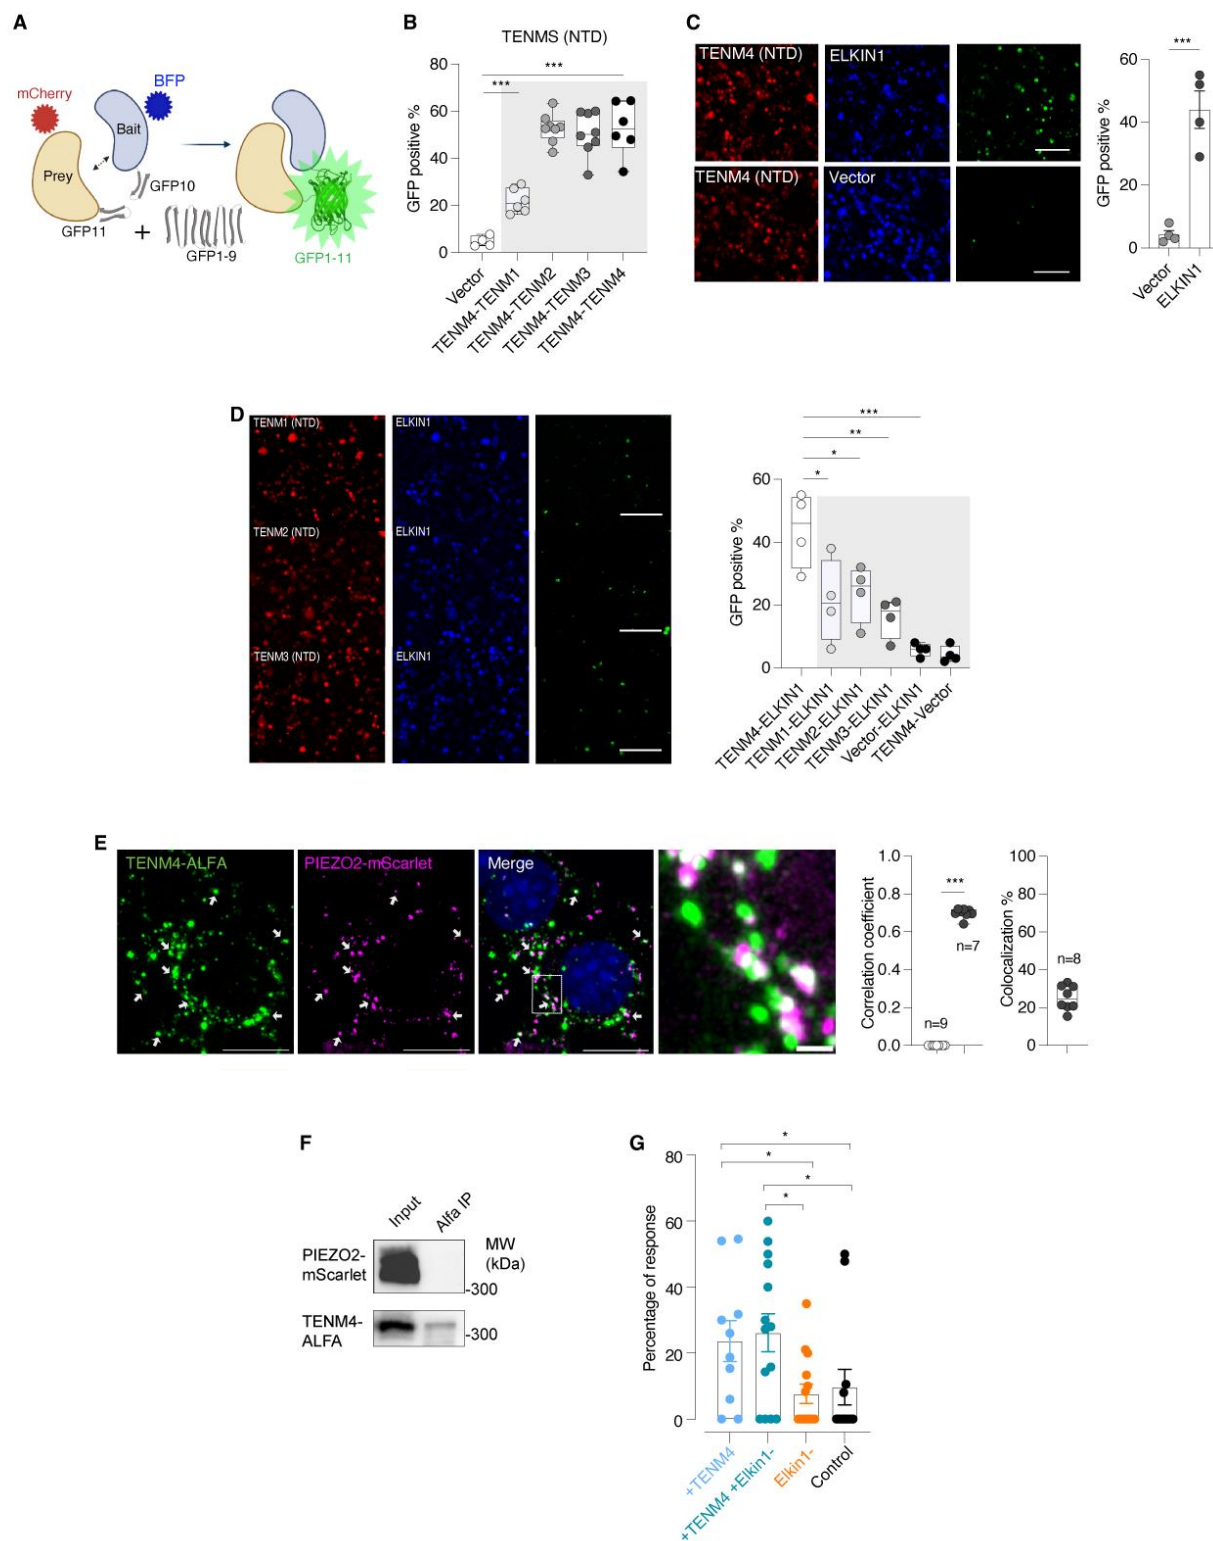 A
mCherry
BFP
Bait
Prey
GFP10
GFP11
+
GFP1-9
GFP1-11
B
TENMS (NTD)
***
***
GFP positive %
80
60
40
20
0
Vector
TENM4-TENM1
TENM4-TENM2
TENM4-TENM3
TENM4-TENM4
C
TENM4 (NTD)
ELKIN1
TENM4 (NTD)
Vector
***
GFP positive %
60
40
20
0
Vector
ELKIN1
D
TENM1 (NTD)
ELKIN1
TENM2 (NTD)
ELKIN1
TENM3 (NTD)
ELKIN1
***
**
*
*
GFP positive %
60
40
20
0
TENM4-ELKIN1
TENM1-ELKIN1
TENM2-ELKIN1
TENM3-ELKIN1
Vector-ELKIN1
TENM4-Vector
E
TENM4-ALFA
PIEZO2-mScarlet
Merge
Correlation coefficient
1.0
0.8
0.6
0.4
0.2
0.0
***
n=7
n=9
Colocalization %
100
80
60
40
20
0
n=8
F
Input
Alfa IP
PIEZO2-
mScarlet
MW
(kDa)
-300
TENM4-
ALFA
-300
G
*
*
*
*
Percentage of response
80
60
40
20
0
+TENM4
+TENM4 +Elkin1-
Elkin1-
Control